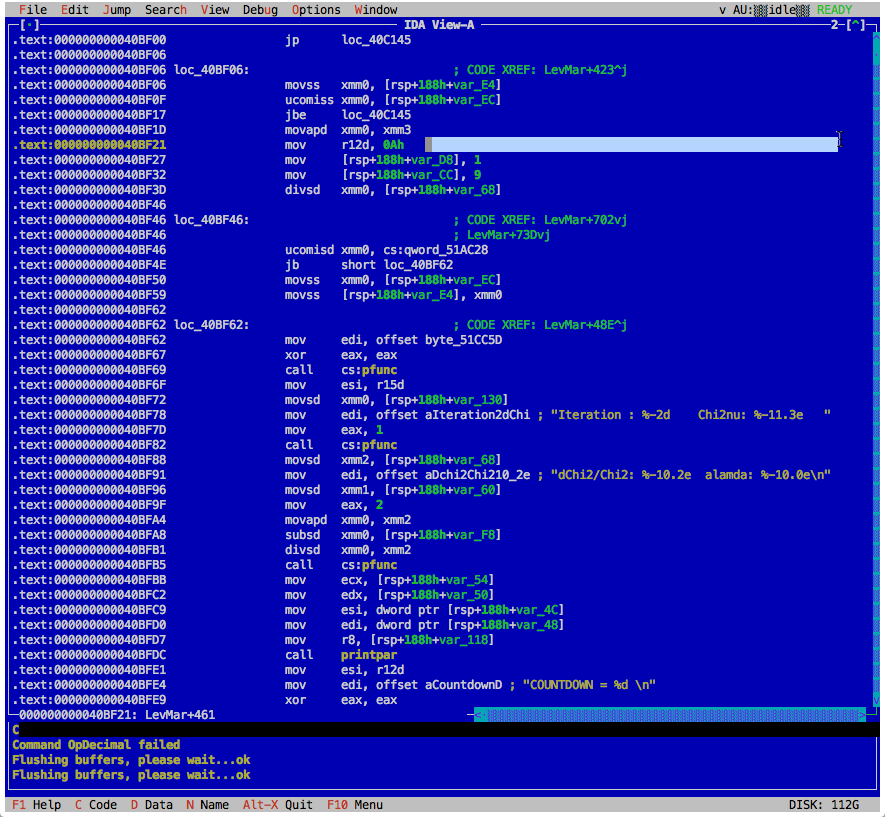 File Edit Jump Search View Debug Options Window v AU: idle READY
[·] IDA View-A 2-[^]
.text:000000000040BF00 jp loc_40C145
.text:000000000040BF06
.text:000000000040BF06 loc_40BF06: ; CODE XREF: LevMar+423^j
.text:000000000040BF06 movss xmm0, [rsp+188h+var_E4]
.text:000000000040BF0F ucomiss xmm0, [rsp+188h+var_EC]
.text:000000000040BF17 jbe loc_40C145
.text:000000000040BF1D movapd xmm0, xmm3
.text:000000000040BF21 mov r12d, 0Ah
.text:000000000040BF27 mov [rsp+188h+var_D8], 1
.text:000000000040BF32 mov [rsp+188h+var_CC], 9
.text:000000000040BF3D divsd xmm0, [rsp+188h+var_68]
.text:000000000040BF46
.text:000000000040BF46 loc_40BF46: ; CODE XREF: LevMar+702vj
.text:000000000040BF46 ; LevMar+73Dvj
.text:000000000040BF46 ucomisd xmm0, cs:qword_51AC28
.text:000000000040BF4E jb short loc_40BF62
.text:000000000040BF50 movss xmm0, [rsp+188h+var_EC]
.text:000000000040BF59 movss [rsp+188h+var_E4], xmm0
.text:000000000040BF62
.text:000000000040BF62 loc_40BF62: ; CODE XREF: LevMar+48E^j
.text:000000000040BF62 mov edi, offset byte_51CC5D
.text:000000000040BF67 xor eax, eax
.text:000000000040BF69 call cs:pfunc
.text:000000000040BF6F mov esi, r15d
.text:000000000040BF72 movsd xmm0, [rsp+188h+var_130]
.text:000000000040BF78 mov edi, offset aIteration2dChi ; "Iteration : %-2d    Chi2nu: %-11.3e   "
.text:000000000040BF7D mov eax, 1
.text:000000000040BF82 call cs:pfunc
.text:000000000040BF88 movsd xmm2, [rsp+188h+var_68]
.text:000000000040BF91 mov edi, offset aDchi2Chi210_2e ; "dChi2/Chi2: %-10.2e  alamda: %-10.0e\n"
.text:000000000040BF96 movsd xmm1, [rsp+188h+var_60]
.text:000000000040BF9F mov eax, 2
.text:000000000040BFA4 movapd xmm0, xmm2
.text:000000000040BFA8 subsd xmm0, [rsp+188h+var_F8]
.text:000000000040BFB1 divsd xmm0, xmm2
.text:000000000040BFB5 call cs:pfunc
.text:000000000040BFBB mov ecx, [rsp+188h+var_54]
.text:000000000040BFC2 mov edx, [rsp+188h+var_50]
.text:000000000040BFC9 mov esi, dword ptr [rsp+188h+var_4C]
.text:000000000040BFD0 mov edi, dword ptr [rsp+188h+var_48]
.text:000000000040BFD7 mov r8, [rsp+188h+var_118]
.text:000000000040BFDC call printpar
.text:000000000040BFE1 mov esi, r12d
.text:000000000040BFE4 mov edi, offset aCountdownD ; "COUNTDOWN = %d \n"
.text:000000000040BFE9 xor eax, eax
000000000040BF21: LevMar+461
C
Command OpDecimal failed
Flushing buffers, please wait...ok
Flushing buffers, please wait...ok
F1 Help C Code D Data N Name Alt-X Quit F10 Menu DISK: 112G